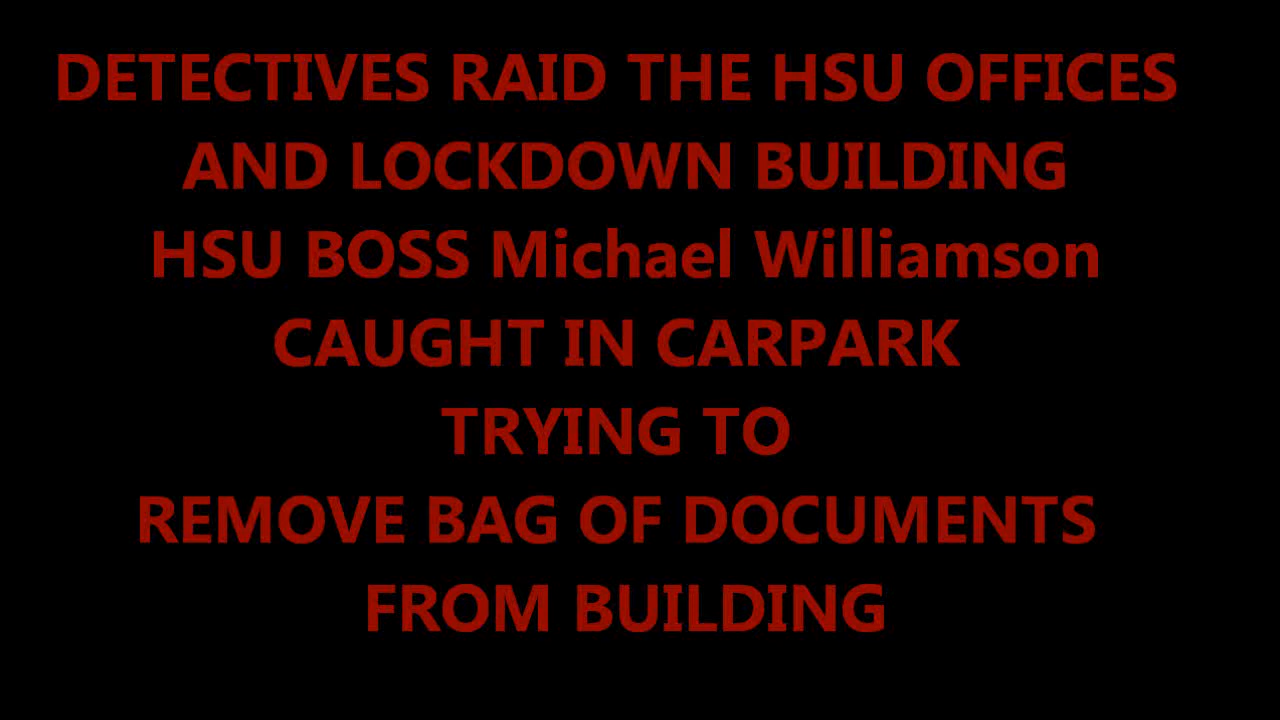 DETECTIVES RAID THE HSU OFFICES
AND LOCKDOWN BUILDING
HSU BOSS Michael Williamson
CAUGHT IN CARPARK
TRYING TO
REMOVE BAG OF DOCUMENTS
FROM BUILDING